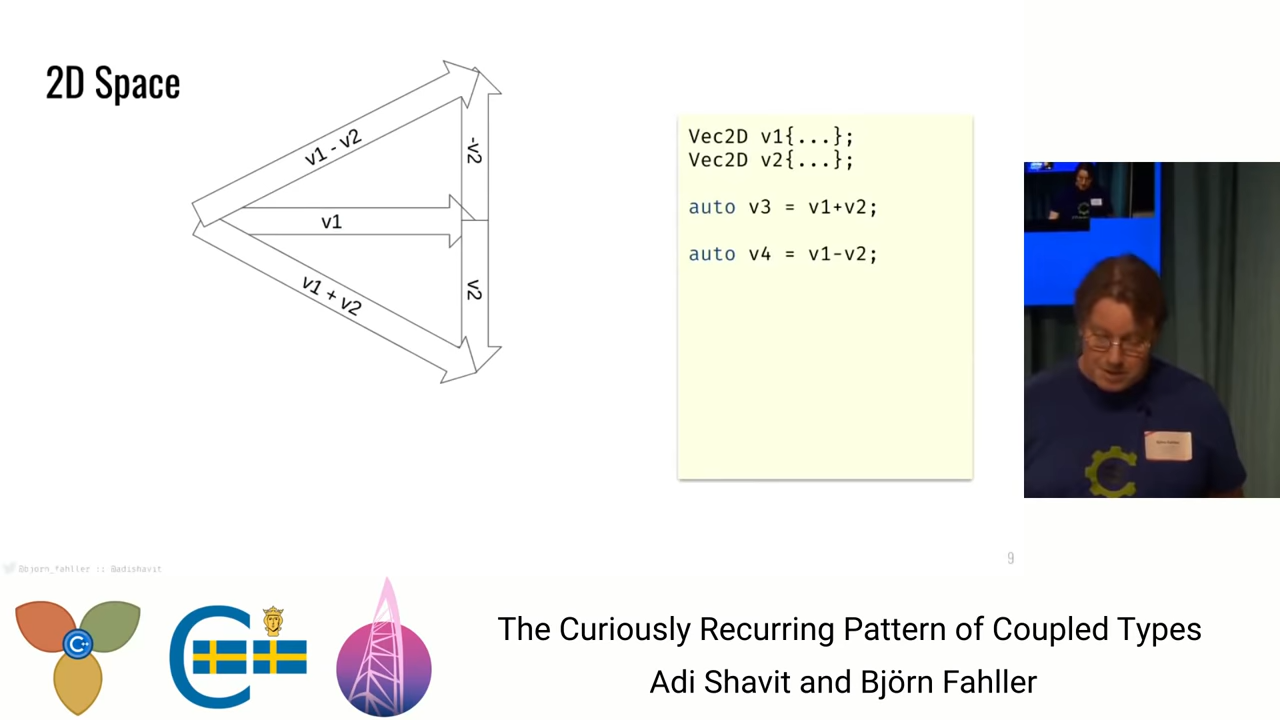 2D Space
v1 - v2
-v2
v1
v2
v1 + v2
Vec2D v1{...};
Vec2D v2{...};
auto v3 = v1+v2;
auto v4 = v1-v2;
9
@bjorn_fahller :: @adishavit
C++
The Curiously Recurring Pattern of Coupled Types
Adi Shavit and Björn Fahller